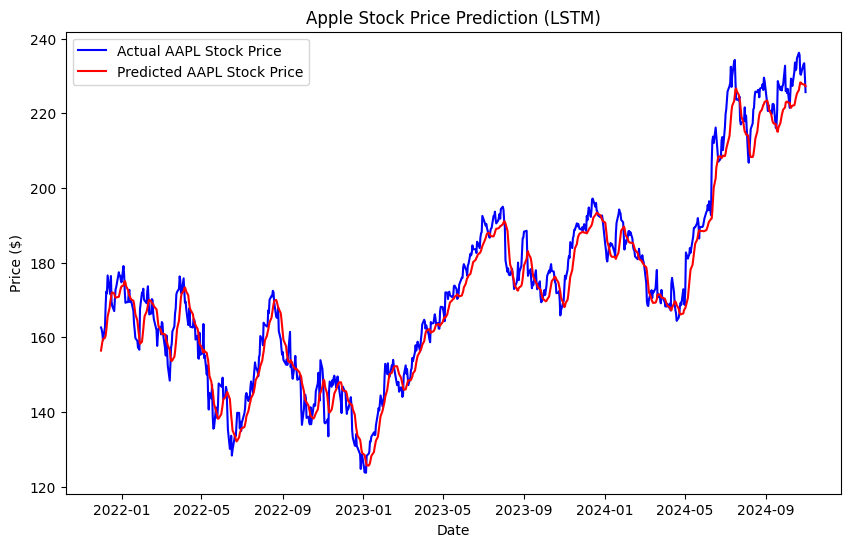 Apple Stock Price Prediction (LSTM)
Actual AAPL Stock Price
Predicted AAPL Stock Price
Price ($)
240
220
200
180
160
140
120
2022-01 2022-05 2022-09 2023-01 2023-05 2023-09 2024-01 2024-05 2024-09
Date